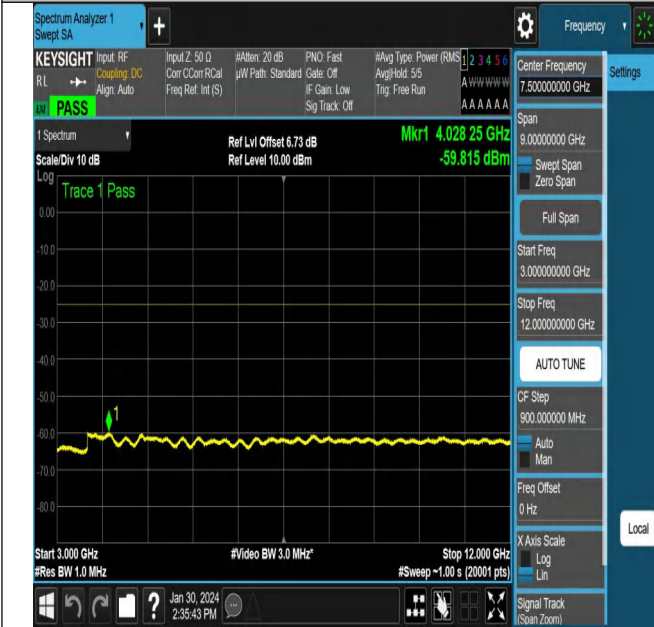 Spectrum Analyzer 1
Swept SA
Frequency
KEYSIGHT
RL
PASS
Input: RF
Coupling: DC
Align: Auto
Input Z: 50 Ω
Corr CCorr RCal
Freq Ref: Int (S)
#Atten: 20 dB
µW Path: Standard
PNO: Fast
Gate: Off
IF Gain: Low
Sig Track: Off
#Avg Type: Power (RMS
Avg|Hold: 5/5
Trig: Free Run
1 2 3 4 5 6
A W W W W W
A A A A A A
1 Spectrum
Scale/Div 10 dB
Log
Ref Lvl Offset 6.73 dB
Ref Level 10.00 dBm
Mkr1 4.028 25 GHz
-59.815 dBm
Trace 1 Pass
0.00
-10.0
-20.0
-30.0
-40.0
-50.0
-60.0
-70.0
-80.0
1
Start 3.000 GHz
#Res BW 1.0 MHz
#Video BW 3.0 MHz*
Stop 12.000 GHz
#Sweep ~1.00 s (20001 pts)
?
Jan 30, 2024
2:35:43 PM
Center Frequency
7.500000000 GHz
Span
9.00000000 GHz
Swept Span
Zero Span
Full Span
Start Freq
3.000000000 GHz
Stop Freq
12.000000000 GHz
AUTO TUNE
CF Step
900.000000 MHz
Auto
Man
Freq Offset
0 Hz
X Axis Scale
Log
Lin
Signal Track
(Span Zoom)
Settings
Local